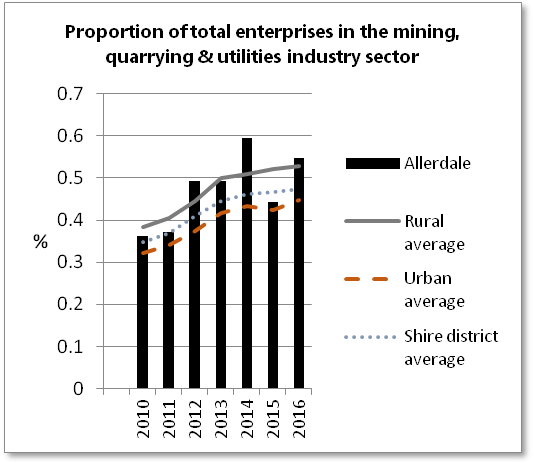 Proportion of total enterprises in the mining,
quarrying & utilities industry sector
0.7
0.6
0.5
0.4
0.3
0.2
0.1
0
%
2010
2011
2012
2013
2014
2015
2016
Allerdale
Rural
average
Urban
average
Shire district
average